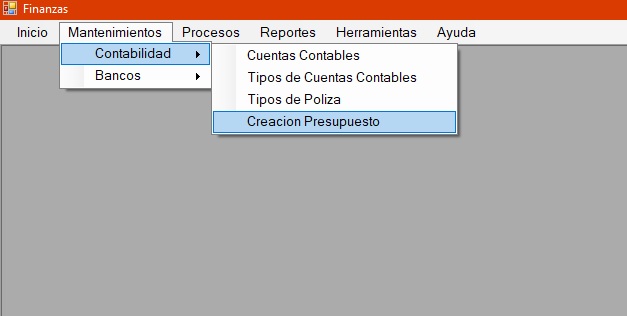 Finanzas
Inicio Mantenimientos Procesos Reportes Herramientas Ayuda
Contabilidad
Bancos
Cuentas Contables
Tipos de Cuentas Contables
Tipos de Poliza
Creacion Presupuesto